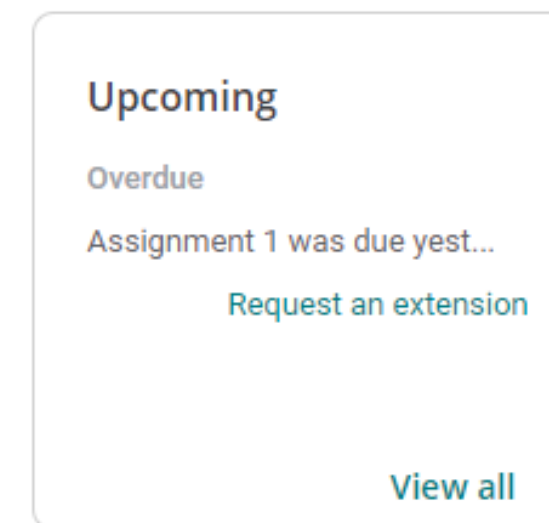 Upcoming
Overdue
Assignment 1 was due yest...
Request an extension
View all